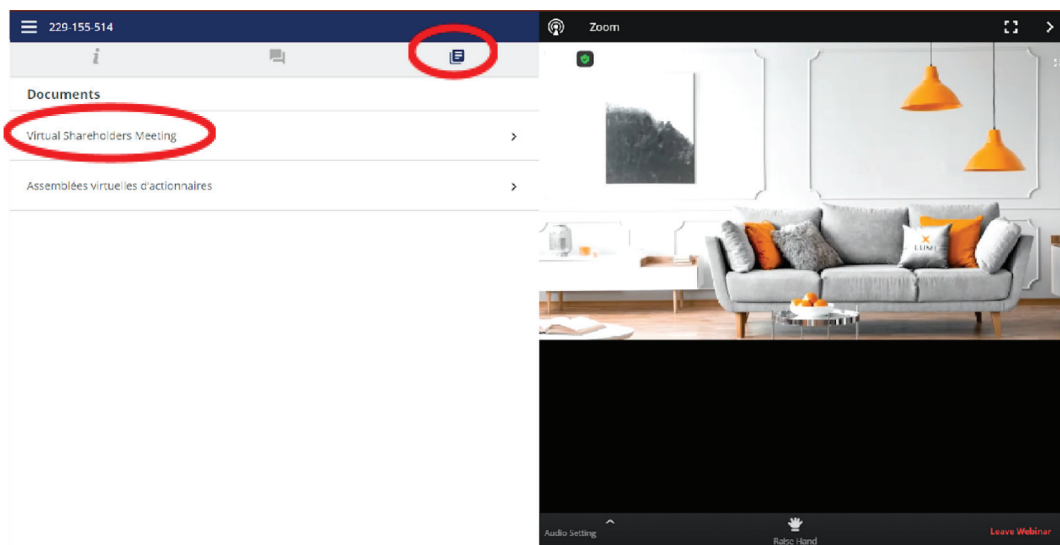 229-155-514
Documents
Virtual Shareholders Meeting
Assemblées virtuelles d'actionnaires
Zoom
LUMI
Audio Setting
Raise Hand
Leave Webinar